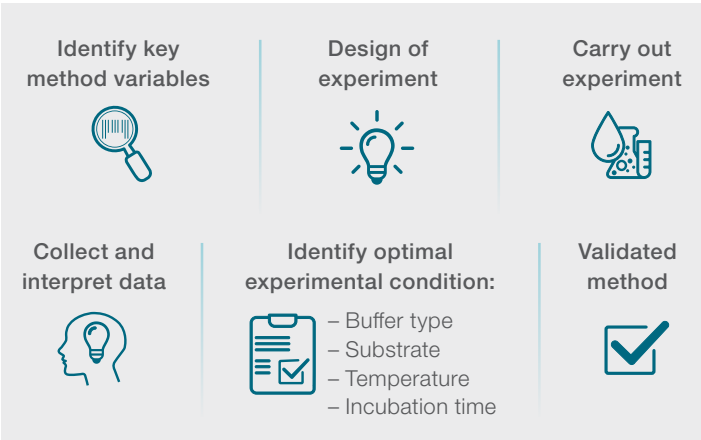 Identify key
method variables
Design of
experiment
Carry out
experiment
Collect and
interpret data
Identify optimal
experimental condition:
– Buffer type
– Substrate
– Temperature
– Incubation time
Validated
method